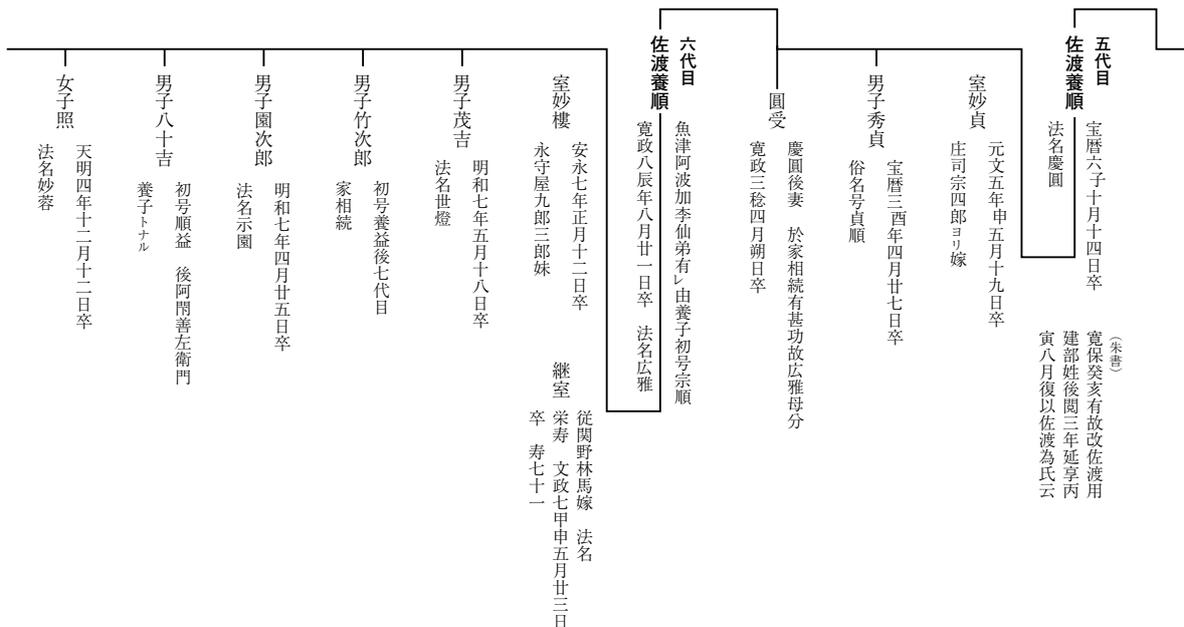 五代目
佐渡養順
宝暦六子十月十四日卒
法名慶圓
(朱書)
寛保癸亥有故改佐渡用
建部姓後閲三年延享丙
寅八月復以佐渡為氏云
室妙貞
元文五年申五月十九日卒
庄司宗四郎ヨリ嫁
男子秀貞
宝暦三酉年四月廿七日卒
俗名号貞順
圓受
慶圓後妻　於家相続有甚功故広雅母分
寛政三稔四月朔日卒
六代目
佐渡養順
魚津阿波加李仙弟有レ由養子初号宗順
寛政八辰年八月廿一日卒　法名広雅
室妙樓
安永七年正月十二日卒
永守屋九郎三郎妹
継室
従関野林馬嫁　法名
栄寿　文政七甲申五月廿三日
卒　寿七十一
男子茂吉
明和七年五月十八日卒
法名世燈
男子竹次郎
初号養益後七代目
家相続
男子園次郎
明和七年四月廿五日卒
法名示園
男子八十吉
初号順益　後阿閇善左衛門
養子トナル
女子照
天明四年十二月十二日卒
法名妙蓉